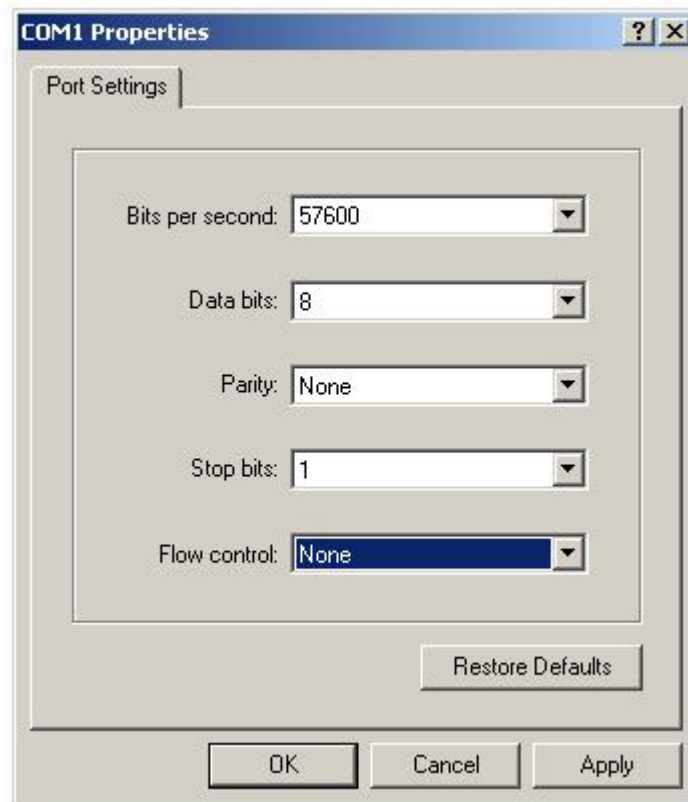 COM1 Properties
Port Settings
Bits per second: 57600
Data bits: 8
Parity: None
Stop bits: 1
Flow control: None
Restore Defaults
OK Cancel Apply